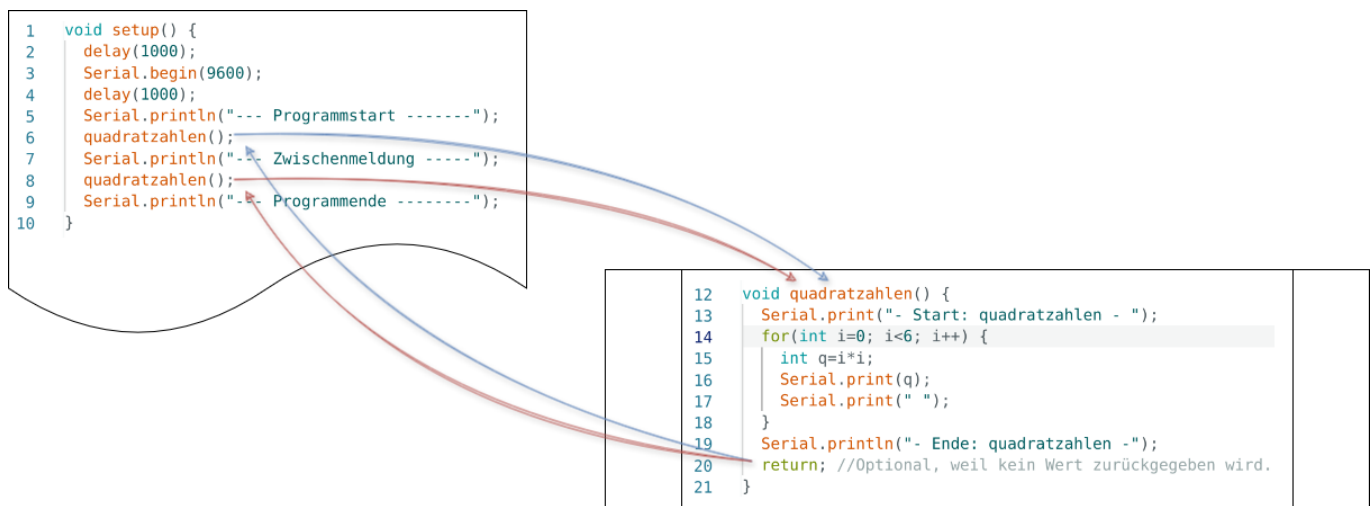 1 void setup() {
2 delay(1000);
3 Serial.begin(9600);
4 delay(1000);
5 Serial.println("--- Programmstart -------");
6 quadratzahlen();
7 Serial.println("--- Zwischenmeldung -----");
8 quadratzahlen();
9 Serial.println("--- Programmende --------");
10 }
12 void quadratzahlen() {
13 Serial.print("- Start: quadratzahlen - ");
14 for(int i=0; i<6; i++) {
15 int q=i*i;
16 Serial.print(q);
17 Serial.print(" ");
18 }
19 Serial.println("- Ende: quadratzahlen -");
20 return; //Optional, weil kein Wert zurückgegeben wird.
21 }